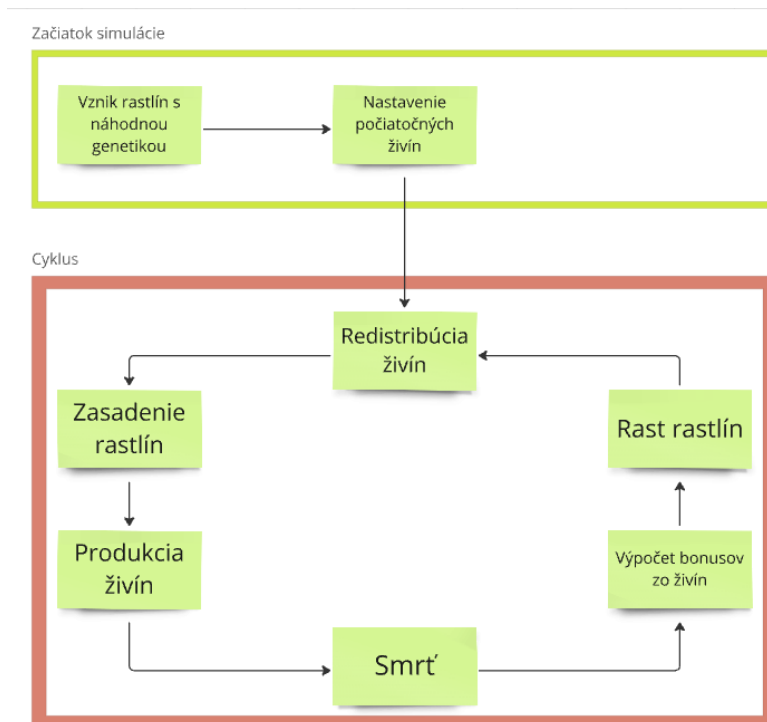 Začiatok simulácie
Vznik rastlín s
náhodnou
genetikou
Nastavenie
počiatočných
živín
Cyklus
Redistribúcia
živín
Zasadenie
rastlín
Rast rastlín
Produkcia
živín
Výpočet bonusov
zo živín
Smrť